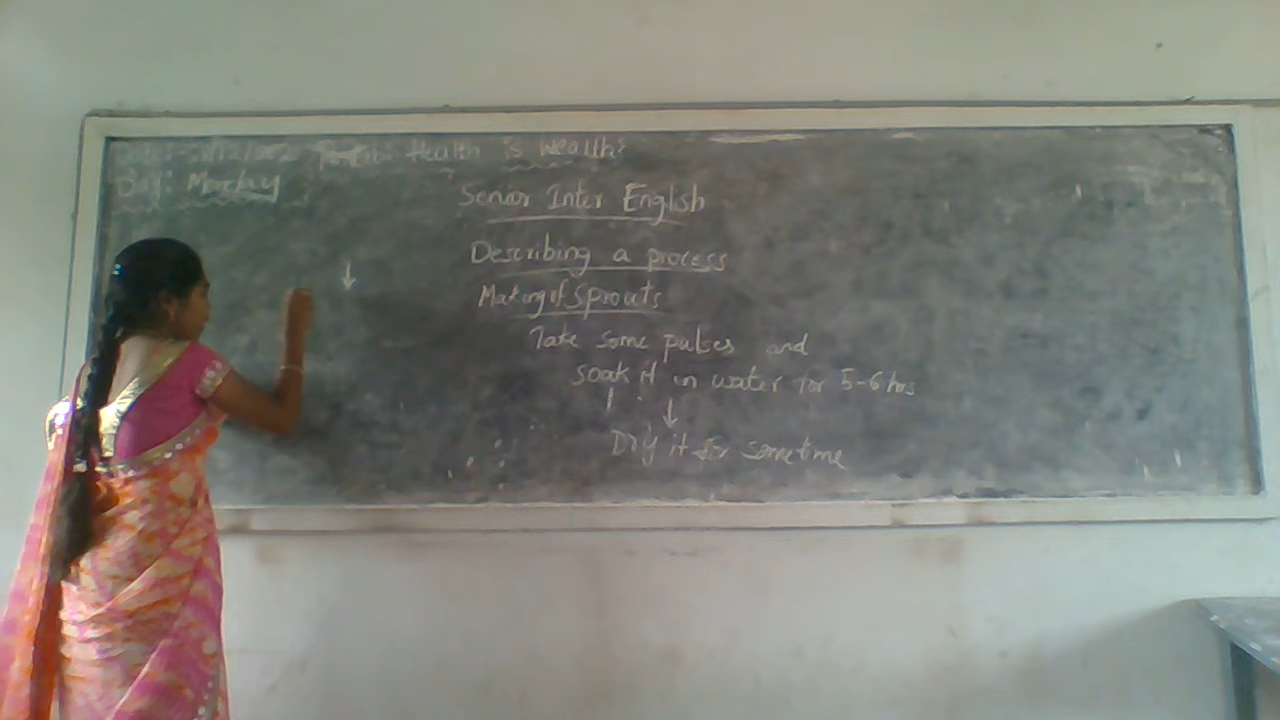 Health is Wealth
Day: Monday
Senior Inter English
Describing a process
Making of Sprouts
Take some pulses and
soak it in water for 5-6 hrs
↓
Dry it for sometime
↓